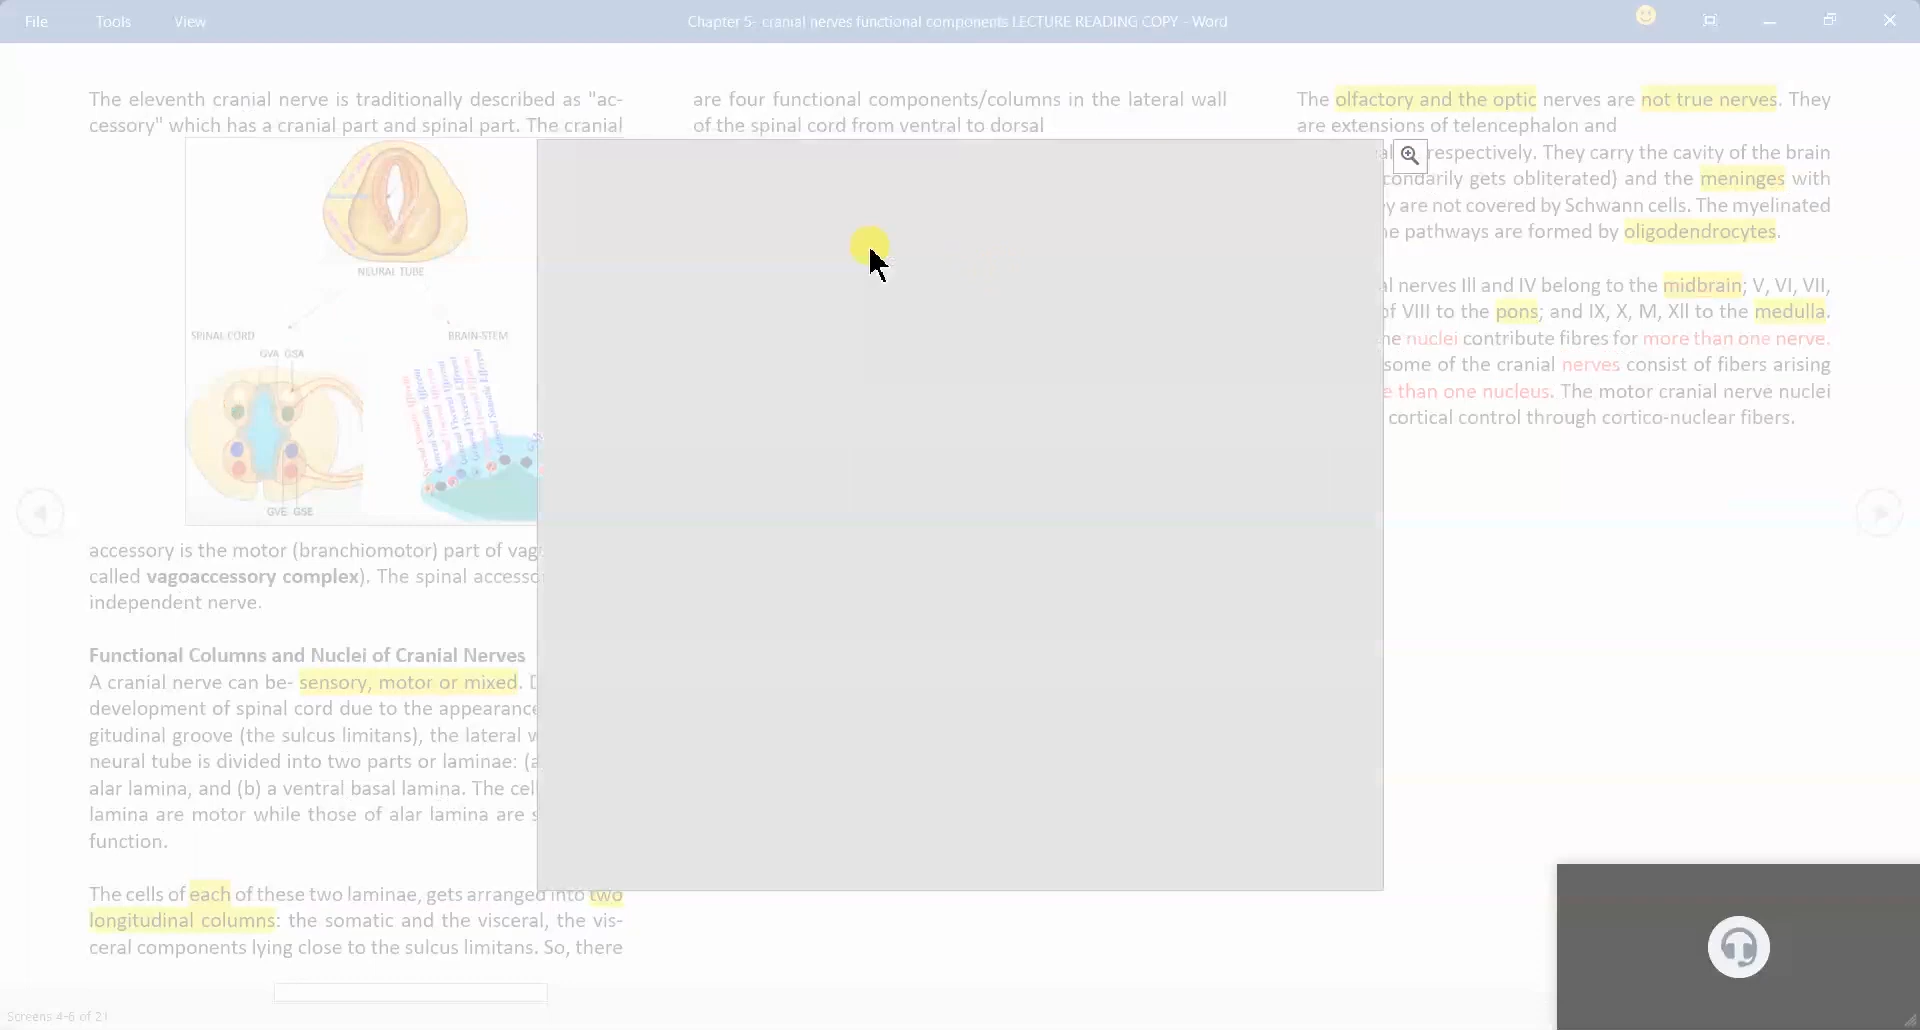 File Tools View Chapter 5- cranial nerves functional components LECTURE READING COPY - Word
The eleventh cranial nerve is traditionally described as "ac-
cessory" which has a cranial part and spinal part. The cranial
NEURAL TUBE
SPINAL CORD BRAIN-STEM
GVA GSA
GVE GSE
accessory is the motor (branchiomotor) part of
called vagoaccessory complex). The spinal
independent nerve.
Functional Columns and Nuclei of Cranial Nerves
A cranial nerve can be- sensory, motor or mixed.
development of spinal cord due to the
gitudinal groove (the sulcus limitans), the lateral
neural tube is divided into two parts or laminae:
alar lamina, and (b) a ventral basal lamina. The
lamina are motor while those of alar lamina are
function.
The cells of each of these two laminae, gets arranged into two
longitudinal columns: the somatic and the visceral, the vis-
ceral components lying close to the sulcus limitans. So, there
are four functional components/columns in the lateral wall
of the spinal cord from ventral to dorsal
The olfactory and the optic nerves are not true nerves. They
are extensions of telencephalon and
respectively. They carry the cavity of the brain
gets obliterated) and the meninges with
are not covered by Schwann cells. The myelinated
pathways are formed by oligodendrocytes.
nerves III and IV belong to the midbrain; V, VI, VII,
of VIII to the pons; and IX, X, M, XIl to the medulla.
nuclei contribute fibres for more than one nerve.
some of the cranial nerves consist of fibers arising
than one nucleus. The motor cranial nerve nuclei
cortical control through cortico-nuclear fibers.
Screens 4-6 of 21